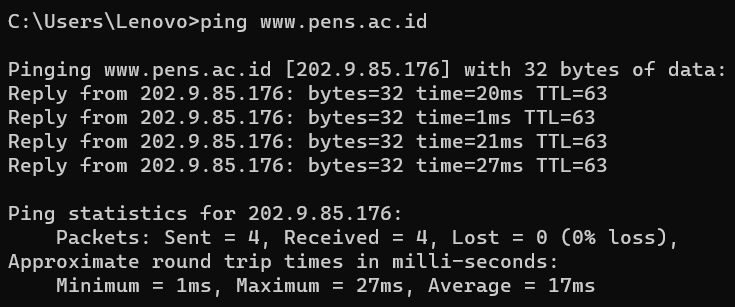 C:\Users\Lenovo>ping www.pens.ac.id
Pinging www.pens.ac.id [202.9.85.176] with 32 bytes of data:
Reply from 202.9.85.176: bytes=32 time=20ms TTL=63
Reply from 202.9.85.176: bytes=32 time=1ms TTL=63
Reply from 202.9.85.176: bytes=32 time=21ms TTL=63
Reply from 202.9.85.176: bytes=32 time=27ms TTL=63
Ping statistics for 202.9.85.176:
    Packets: Sent = 4, Received = 4, Lost = 0 (0% loss),
Approximate round trip times in milli-seconds:
    Minimum = 1ms, Maximum = 27ms, Average = 17ms